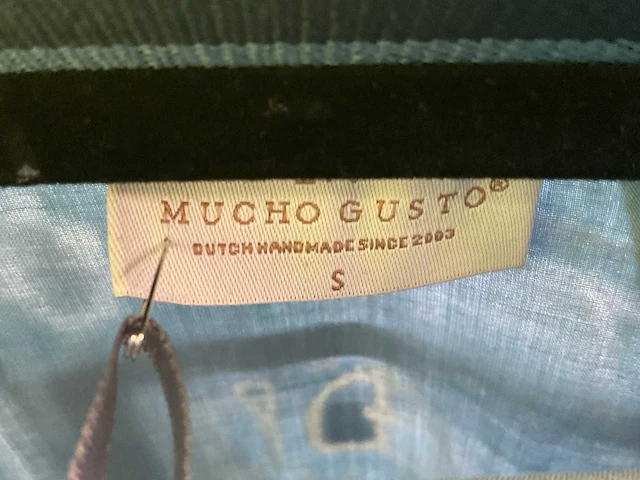 MUCHO GUSTO®
DUTCH HANDMADE SINCE 2003
S